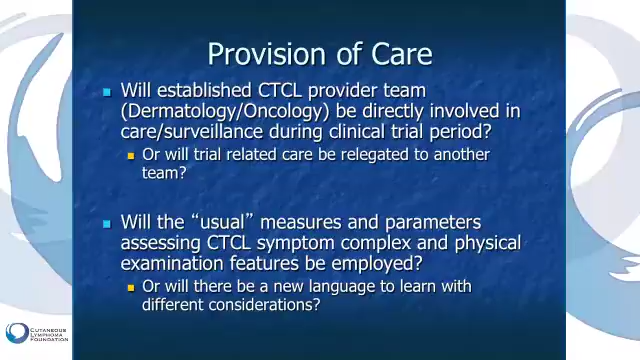 Provision of Care
Will established CTCL provider team
(Dermatology/Oncology) be directly involved in
care/surveillance during clinical trial period?
Or will trial related care be relegated to another
team?
Will the “usual” measures and parameters
assessing CTCL symptom complex and physical
examination features be employed?
Or will there be a new language to learn with
different considerations?
CUTANEOUS
LYMPHOMA
FOUNDATION